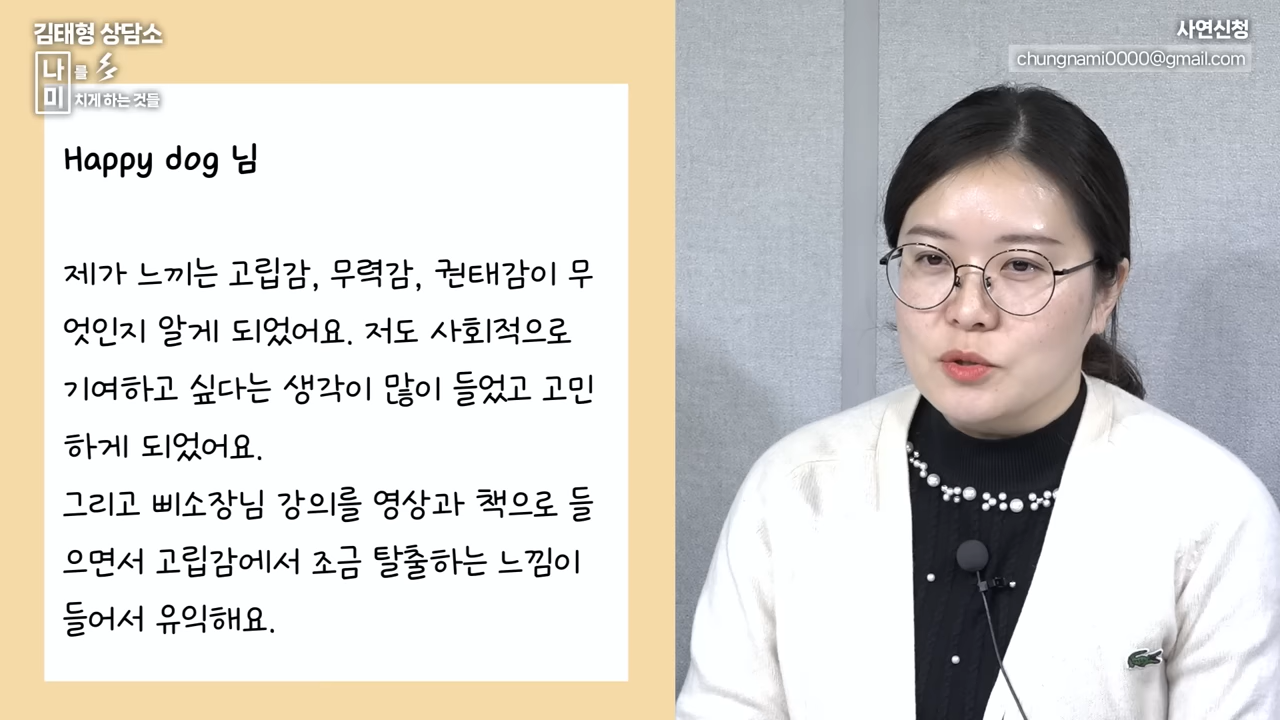 김태형 상담소
나를
미치게 하는 것들
사연신청
chungnami0000@gmail.com
Happy dog 님
제가 느끼는 고립감, 무력감, 권태감이 무
엇인지 알게 되었어요. 저도 사회적으로
기여하고 싶다는 생각이 많이 들었고 고민
하게 되었어요.
그리고 삐소장님 강의를 영상과 책으로 들
으면서 고립감에서 조금 탈출하는 느낌이
들어서 유익해요.